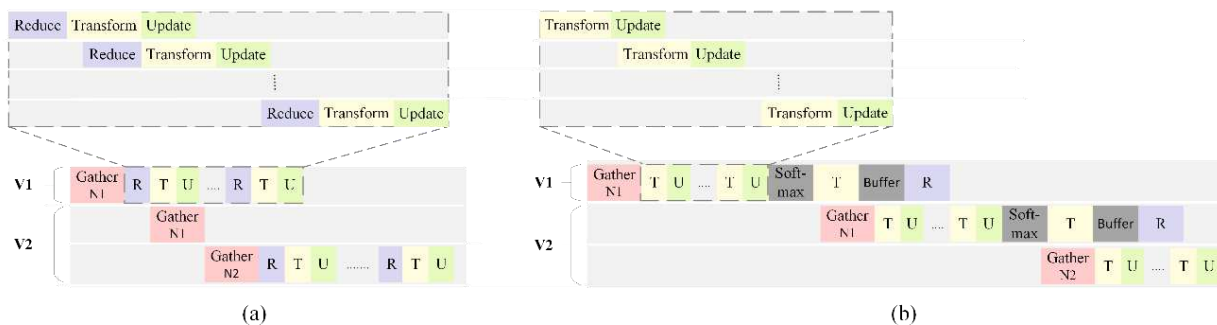 Reduce Transform Update
Reduce Transform Update
⋮
Reduce Transform Update
V1 Gather N1 R T U .... R T U
V2 Gather N1
Gather N2 R T U ....... R T U
(a)
Transform Update
Transform Update
⋮
Transform Update
V1 Gather N1 T U .... T U Soft-max T Buffer R
V2 Gather N1 T U .... T U Soft-max T Buffer R
Gather N2 T U .... T U
(b)